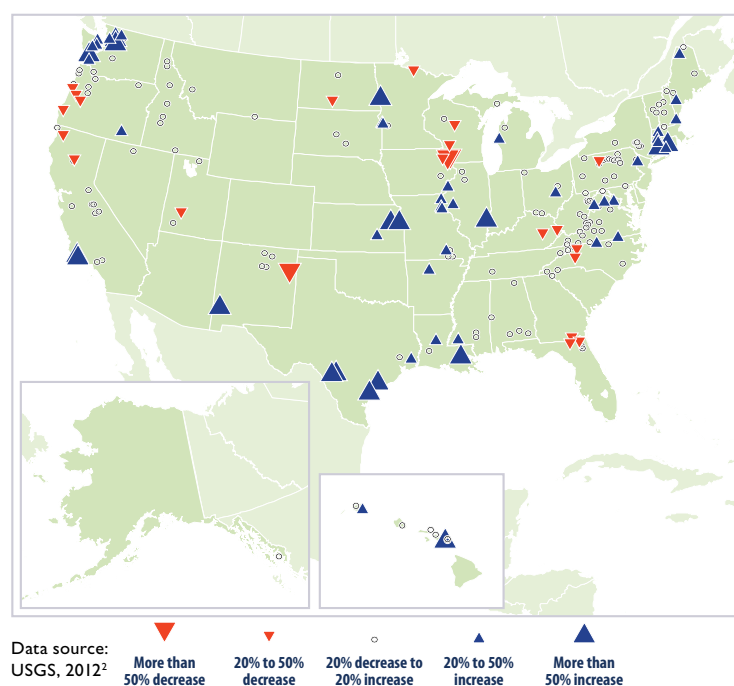 Data source:
USGS, 2012²
More than
50% decrease
20% to 50%
decrease
20% decrease to
20% increase
20% to 50%
increase
More than
50% increase